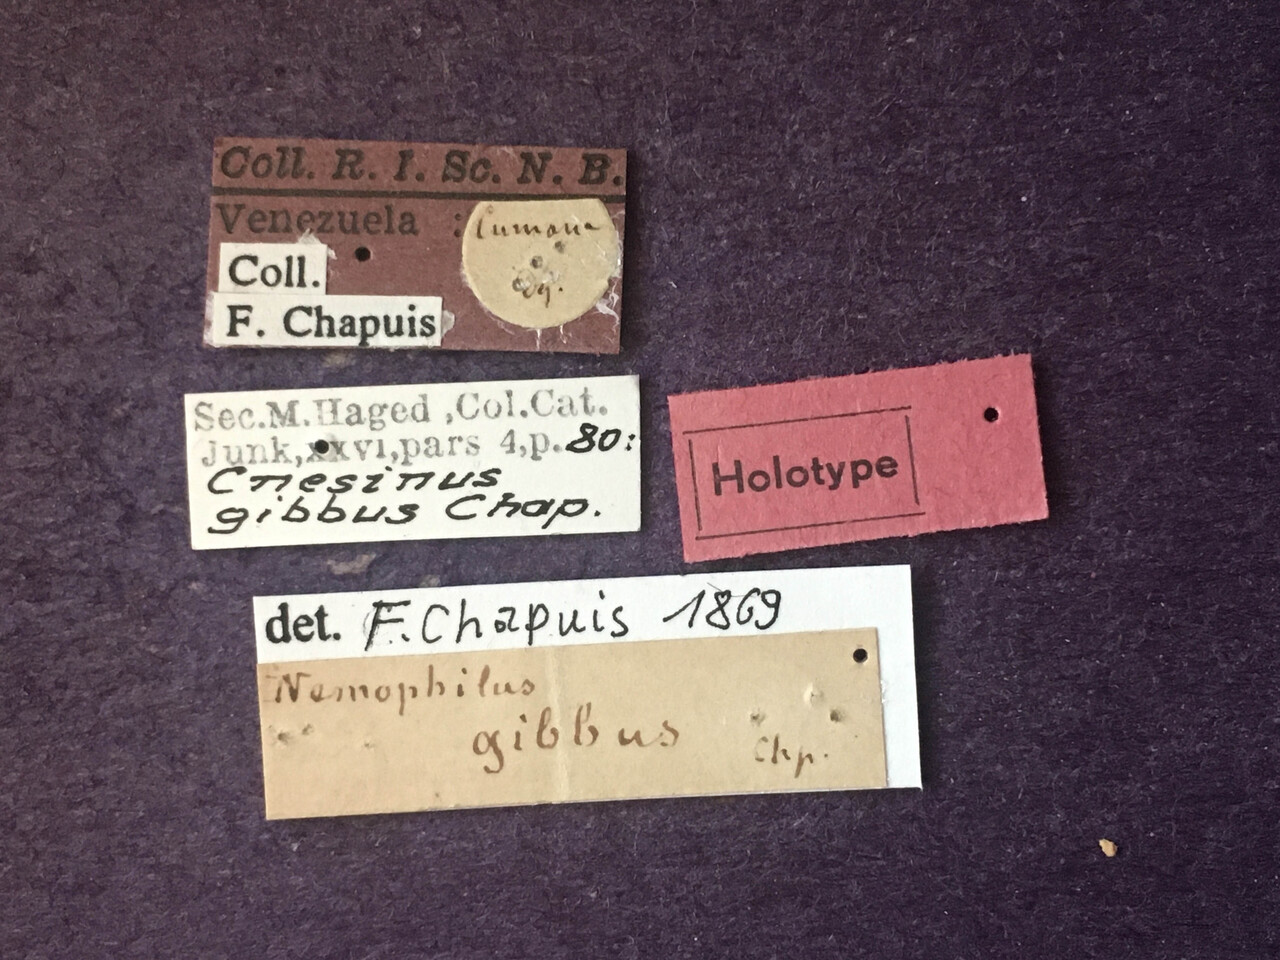 Coll. R. I. Sc. N. B.
Venezuela : Cumana
Coll.
F. Chapuis
Sec.M.Haged ,Col.Cat.
Junk,xxvi,pars 4,p.80:
Cnesinus
gibbus Chap.
Holotype
det. F. Chapuis 1869
Nemophilus
gibbus
Chp.